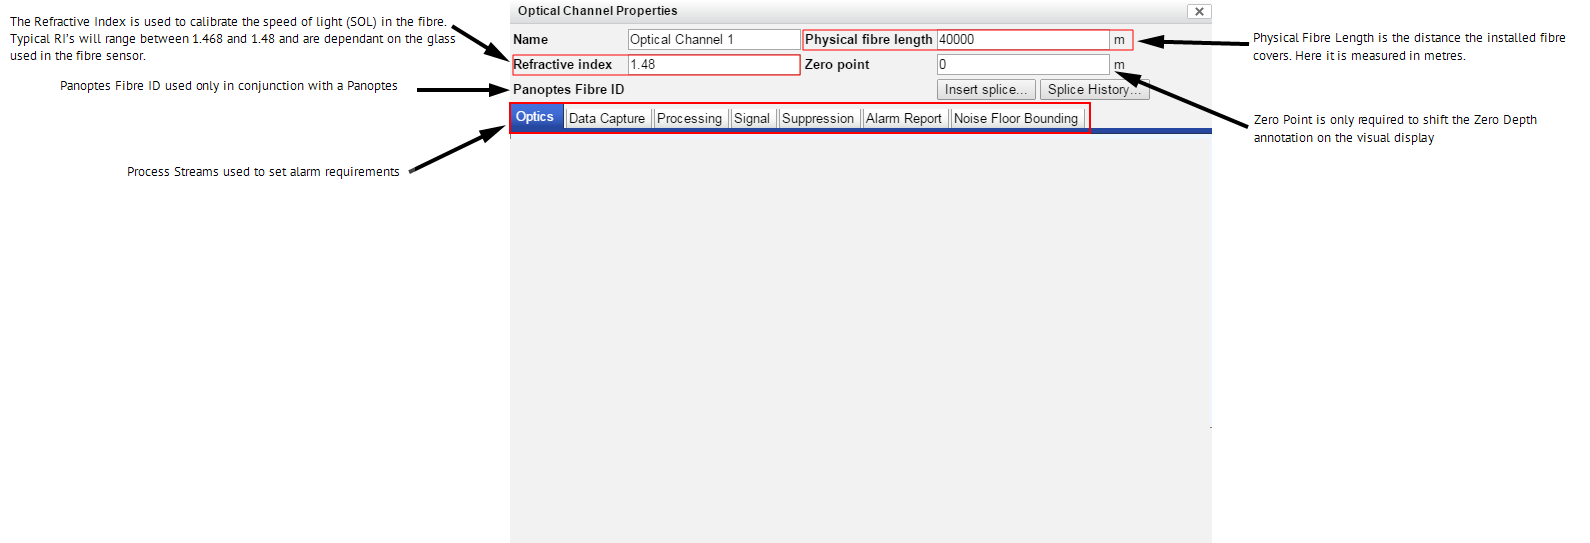 The Refractive Index is used to calibrate the speed of light (SOL) in the fibre.
Typical RI's will range between 1.468 and 1.48 and are dependant on the glass
used in the fibre sensor.
Panoptes Fibre ID used only in conjunction with a Panoptes
Process Streams used to set alarm requirements
Optical Channel Properties
Name Optical Channel 1 Physical fibre length 40000 m
Refractive index 1.48 Zero point 0 m
Panoptes Fibre ID Insert splice... Splice History...
Optics Data Capture Processing Signal Suppression Alarm Report Noise Floor Bounding
Physical Fibre Length is the distance the installed fibre
covers. Here it is measured in metres.
Zero Point is only required to shift the Zero Depth
annotation on the visual display